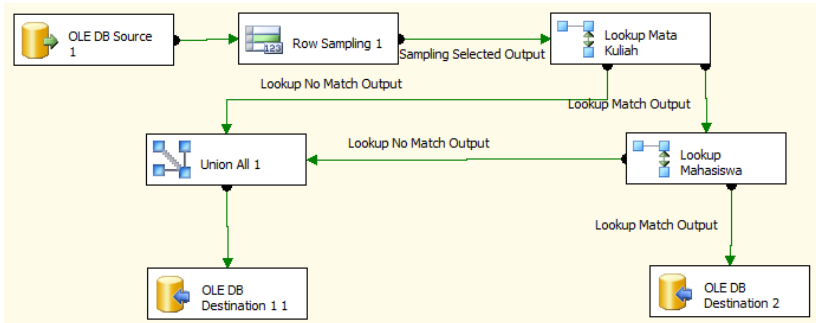 OLE DB Source
1
Row Sampling 1
123
Sampling Selected Output
Lookup Mata
Kuliah
Lookup No Match Output
Lookup Match Output
Union All 1
Lookup No Match Output
Lookup
Mahasiswa
Lookup Match Output
OLE DB
Destination 1 1
OLE DB
Destination 2